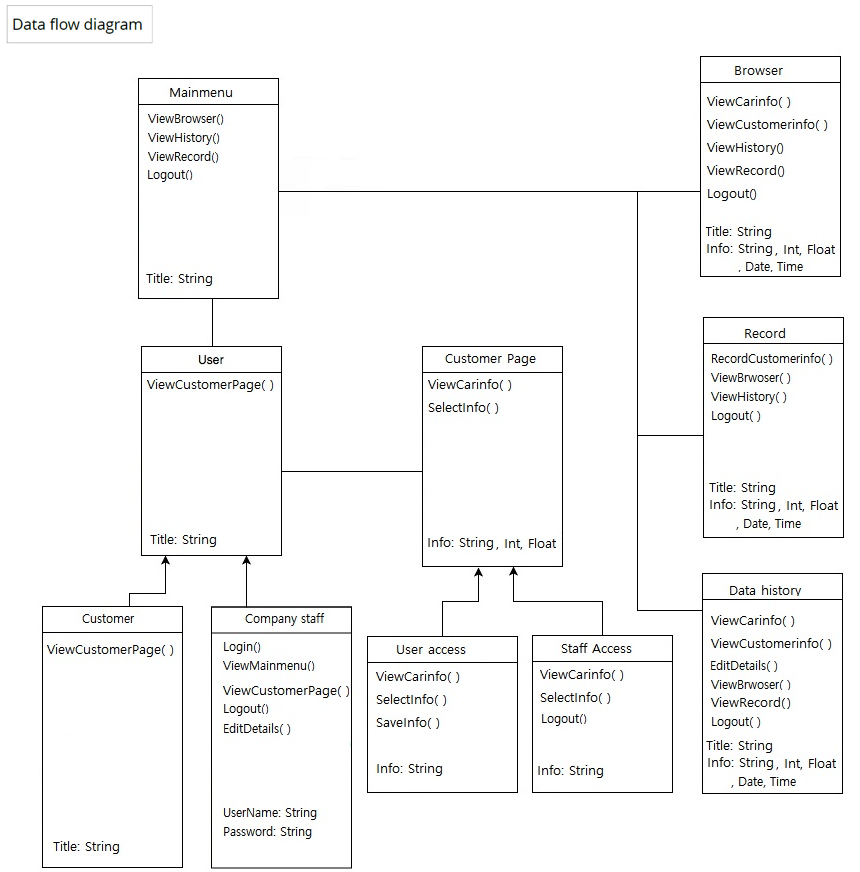 Data flow diagram
Mainmenu
ViewBrowser()
ViewHistory()
ViewRecord()
Logout()
Title: String
Browser
ViewCarinfo( )
ViewCustomerinfo( )
ViewHistory()
ViewRecord()
Logout()
Title: String
Info: String, Int, Float
, Date, Time
User
ViewCustomerPage( )
Title: String
Customer Page
ViewCarinfo( )
SelectInfo( )
Info: String, Int, Float
Record
RecordCustomerinfo( )
ViewBrwoser( )
ViewHistory( )
Logout( )
Title: String
Info: String, Int, Float
, Date, Time
Customer
ViewCustomerPage( )
Title: String
Company staff
Login()
ViewMainmenu()
ViewCustomerPage( )
Logout()
EditDetails( )
UserName: String
Password: String
User access
ViewCarinfo( )
SelectInfo( )
SaveInfo( )
Info: String
Staff Access
ViewCarinfo( )
SelectInfo( )
Logout()
Info: String
Data history
ViewCarinfo( )
ViewCustomerinfo( )
EditDetails( )
ViewBrwoser( )
ViewRecord()
Logout( )
Title: String
Info: String, Int, Float
, Date, Time